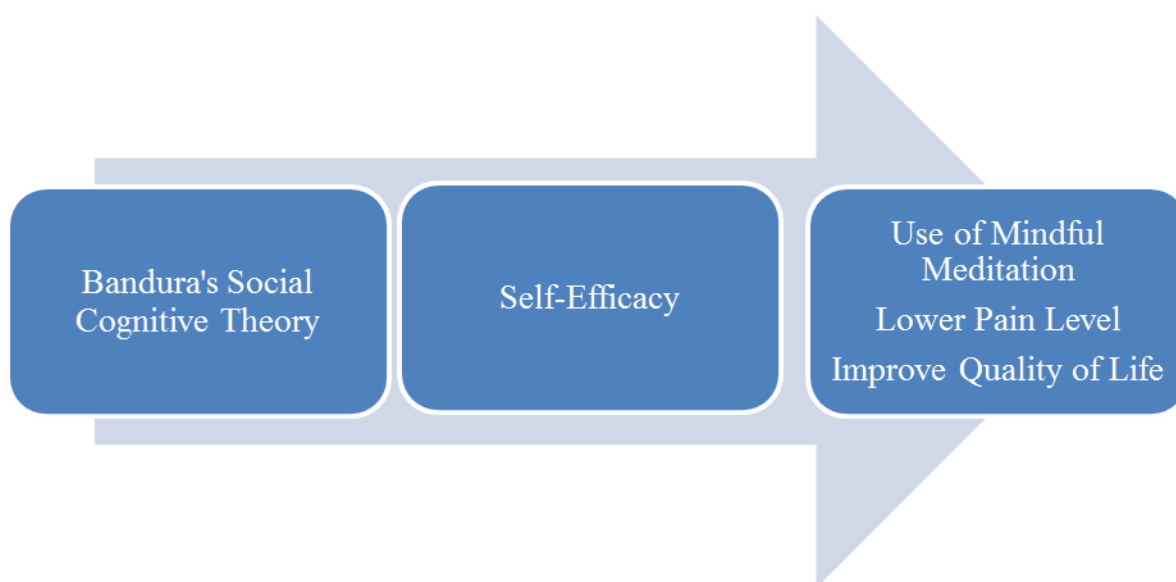 Bandura's Social
Cognitive Theory
Self-Efficacy
Use of Mindful
Meditation
Lower Pain Level
Improve Quality of Life